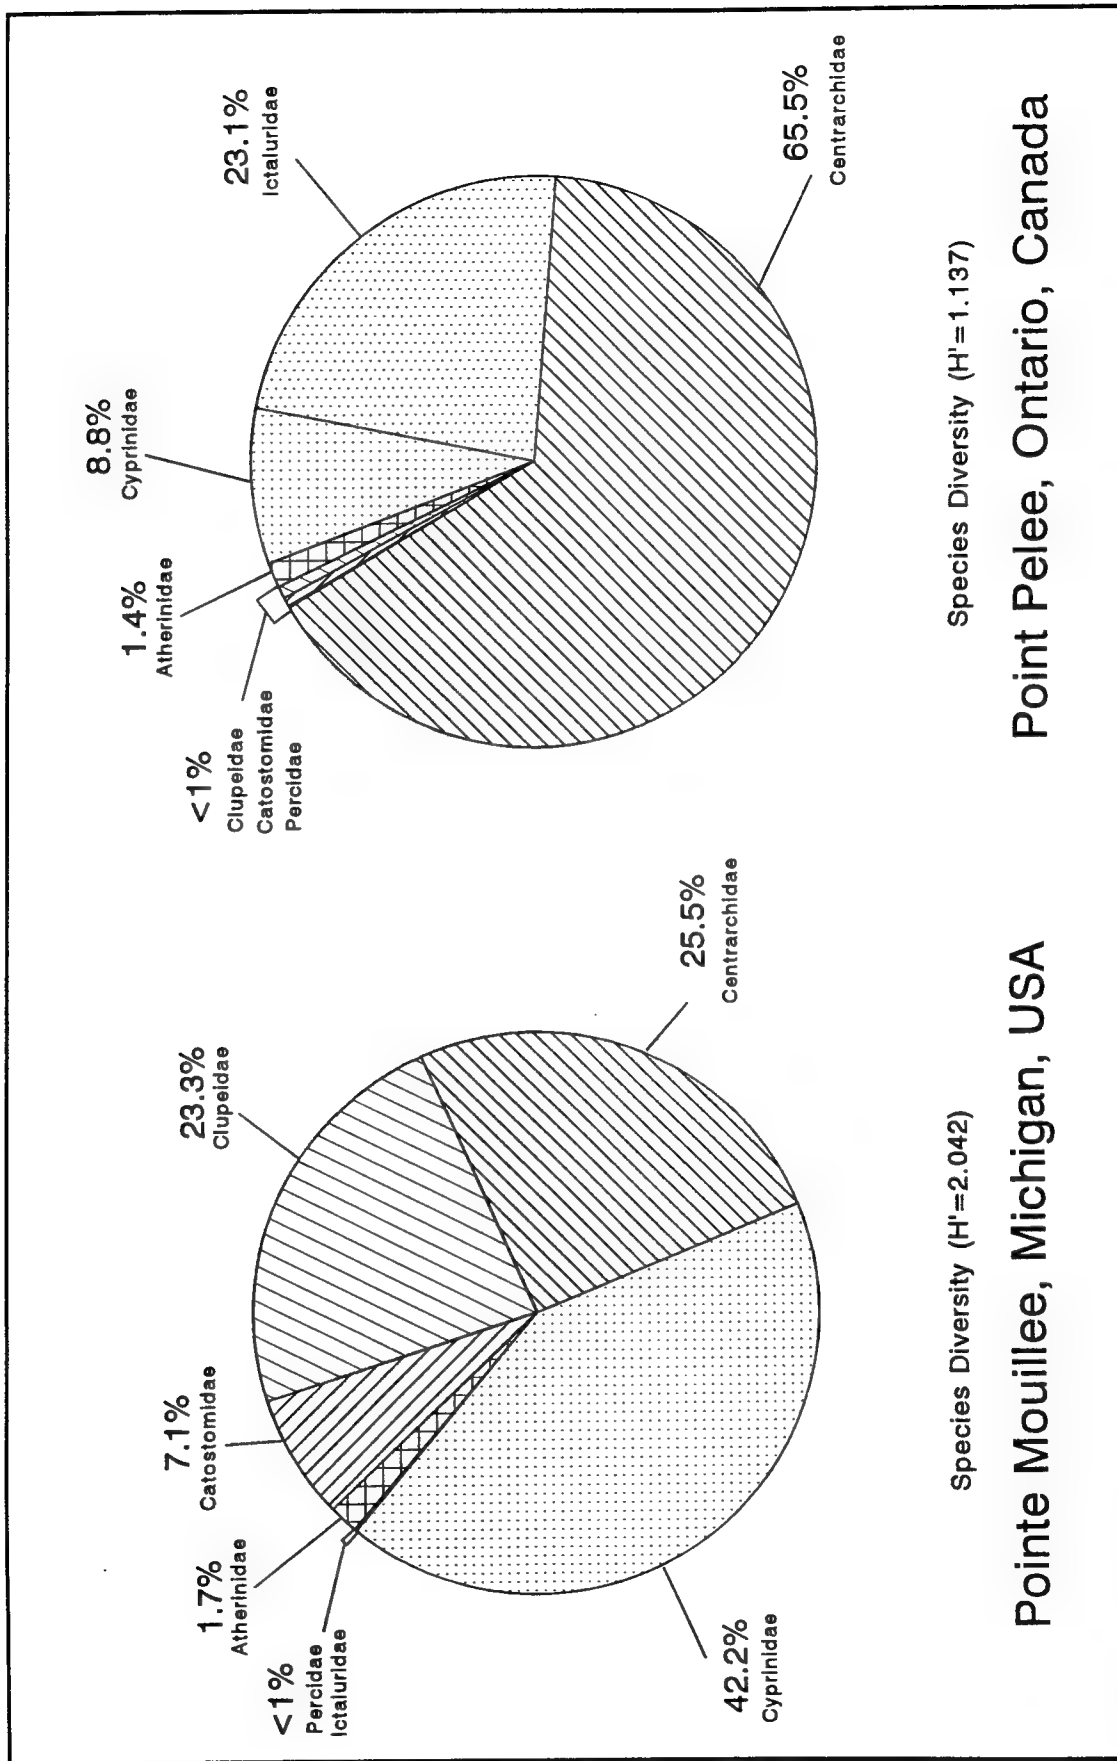 23.3%
Clupeidae
7.1%
Catostomidae
1.7%
Atherinidae
<1%
Percidae
Ictaluridae
42.2%
Cyprinidae
25.5%
Centrarchidae
Species Diversity (H'=2.042)
Pointe Mouillee, Michigan, USA
23.1%
Ictaluridae
8.8%
Cyprinidae
1.4%
Atherinidae
<1%
Clupeidae
Catostomidae
Percidae
65.5%
Centrarchidae
Species Diversity (H'=1.137)
Point Pelee, Ontario, Canada